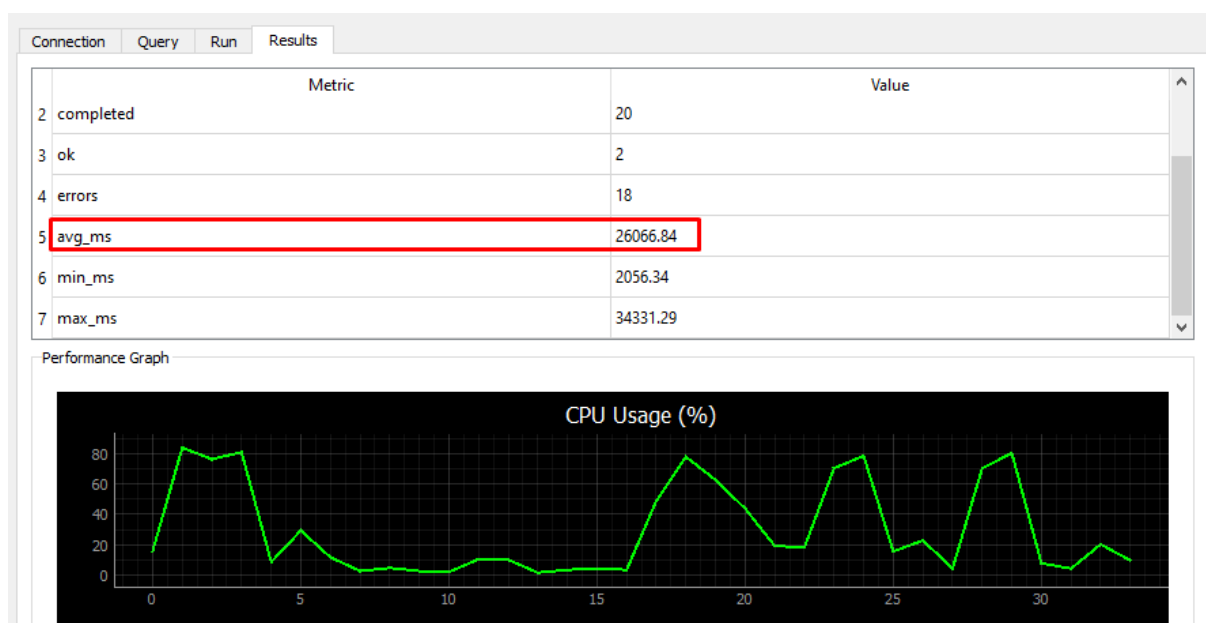 Connection Query Run Results
Metric Value
2 completed 20
3 ok 2
4 errors 18
5 avg_ms 26066.84
6 min_ms 2056.34
7 max_ms 34331.29
Performance Graph
CPU Usage (%)
80
60
40
20
0
0 5 10 15 20 25 30